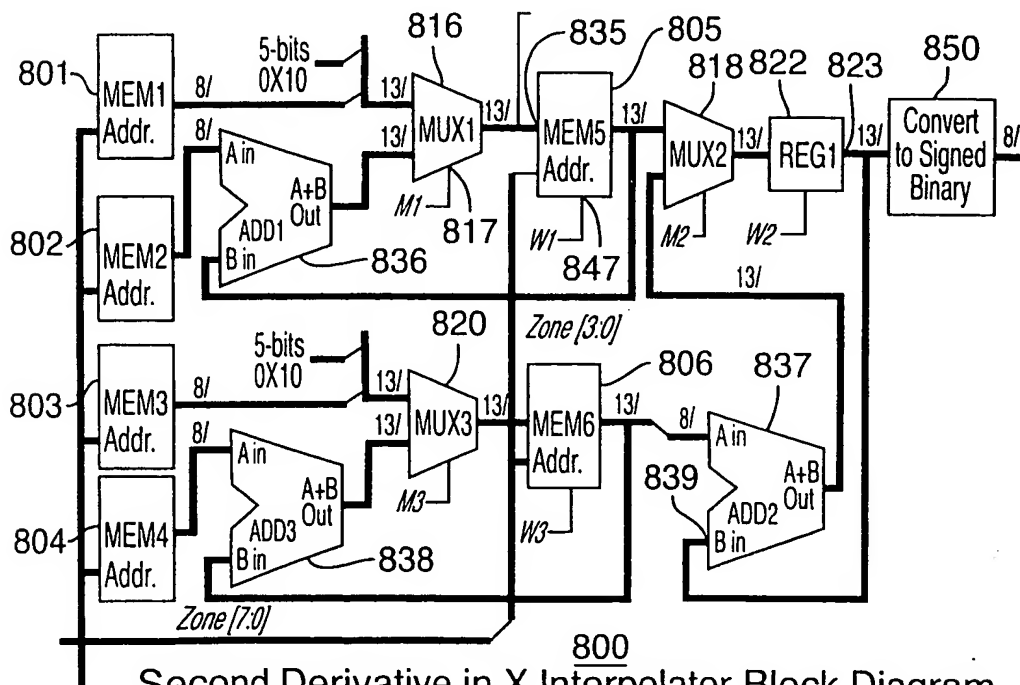 816
835
805
818
822
823
850
801
5-bits
0X10
8/
13/
13/
13/
13/
13/
13/
8/
MEM1
Addr.
MUX1
MEM5
Addr.
MUX2
REG1
Convert
to Signed
Binary
8/
A in
A+B
Out
ADD1
B in
M1
817
W1
847
M2
W2
802
MEM2
Addr.
836
13/
Zone [3:0]
5-bits
0X10
820
806
837
803
MEM3
Addr.
8/
13/
13/
MUX3
13/
MEM6
Addr.
13/
8/
A in
A+B
Out
ADD2
B in
839
804
MEM4
Addr.
8/
A in
A+B
Out
ADD3
B in
M3
W3
838
Zone [7:0]
800
Second Derivative in X Interpolator Block Diagram